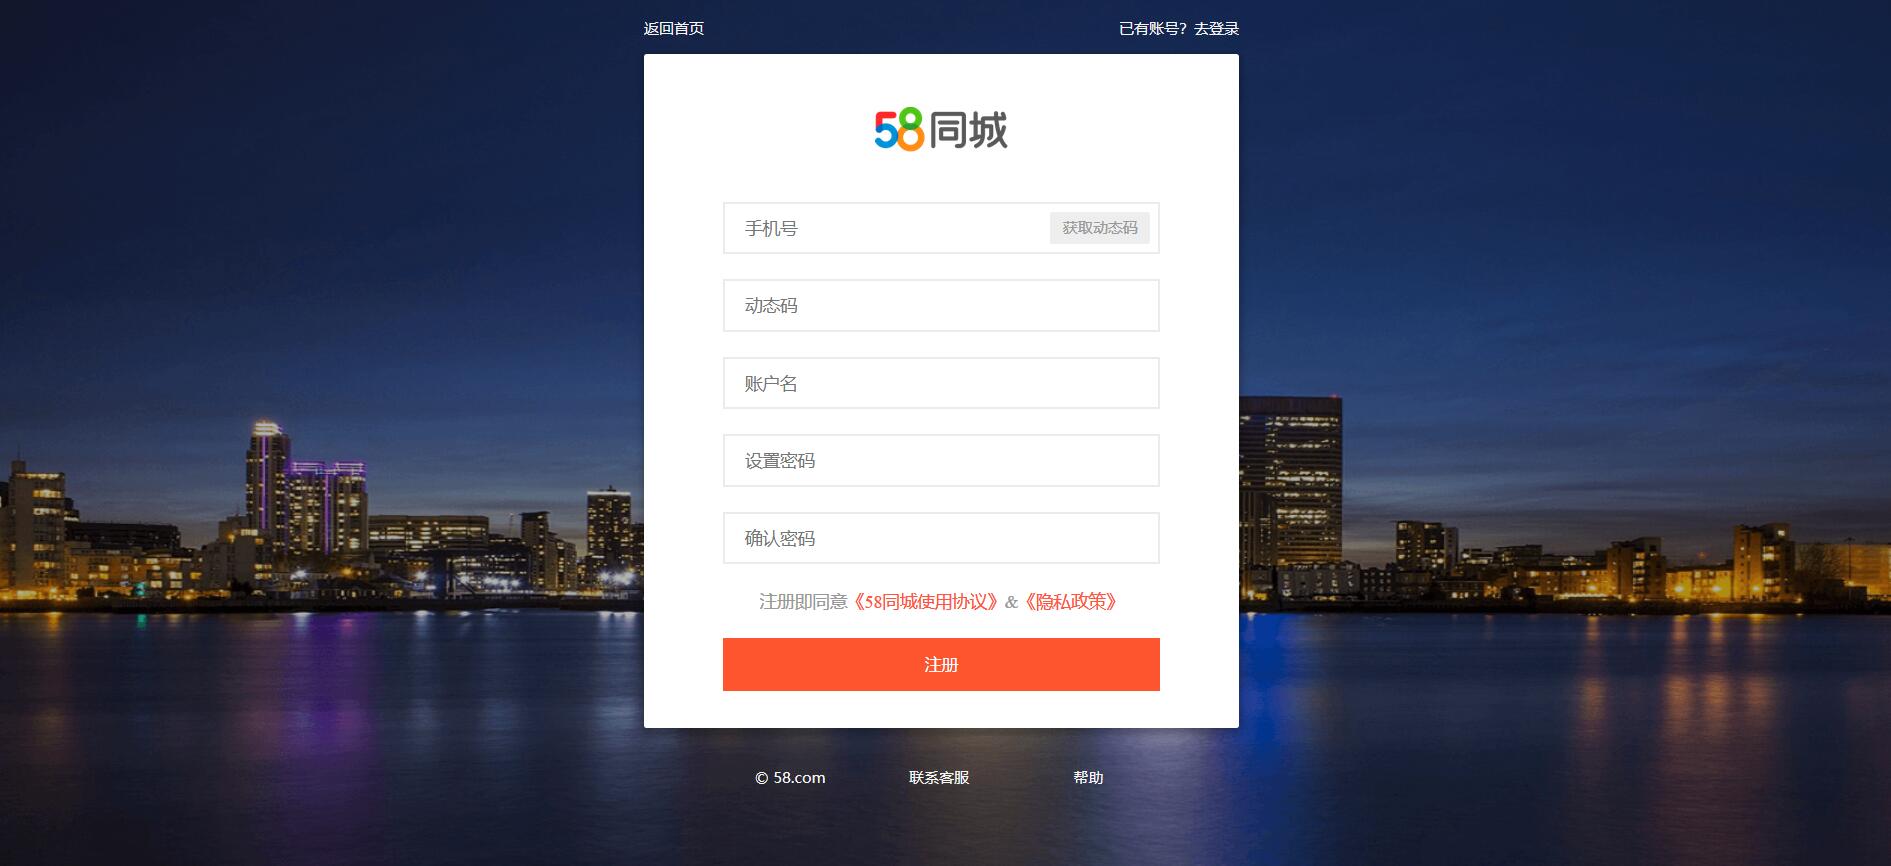 返回首页
已有账号？去登录
58同城
手机号
获取动态码
动态码
账户名
设置密码
确认密码
注册即同意《58同城使用协议》&《隐私政策》
注册
© 58.com
联系客服
帮助